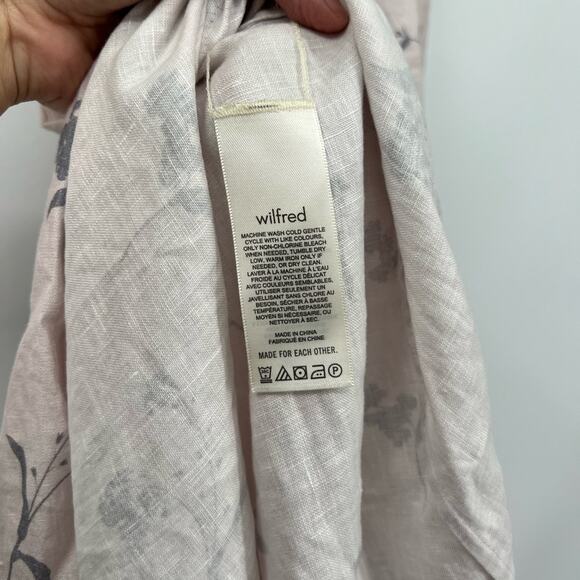 wilfred
MACHINE WASH COLD GENTLE
CYCLE WITH LIKE COLOURS,
ONLY NON-CHLORINE BLEACH
WHEN NEEDED, TUMBLE DRY
LOW, WARM IRON ONLY IF
NEEDED, OR DRY CLEAN.
LAVER À LA MACHINE À L'EAU
FROIDE AU CYCLE DÉLICAT
AVEC COULEURS SEMBLABLES,
UTILISER SEULEMENT UN
JAVELLISANT SANS CHLORE AU
BESOIN, SÉCHER À BASSE
TEMPÉRATURE, REPASSAGE
MOYEN SI NÉCESSAIRE, OU
NETTOYER À SEC.
MADE IN CHINA
FABRIQUÉ EN CHINE
MADE FOR EACH OTHER.
P